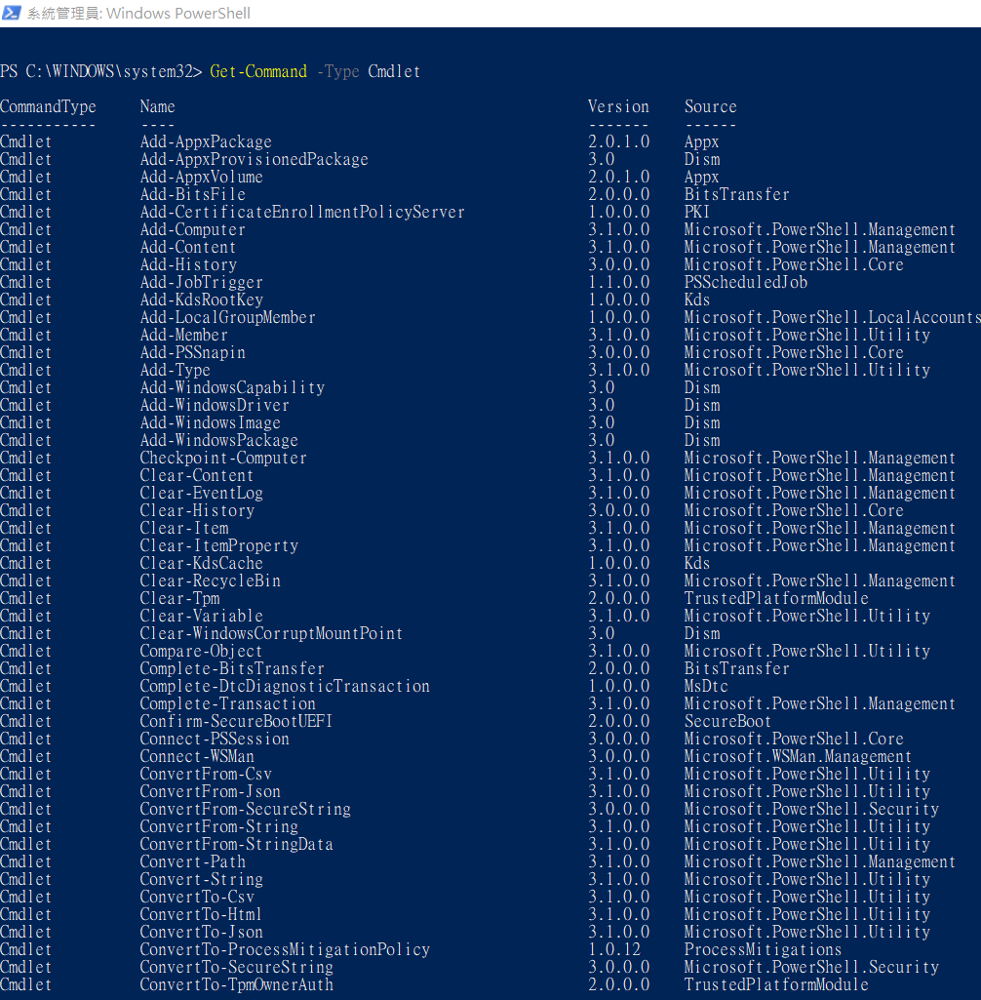 系統管理員: Windows PowerShell
PS C:\WINDOWS\system32> Get-Command -Type Cmdlet
CommandType     Name                                               Version    Source
-----------     ----                                               -------    ------
Cmdlet          Add-AppxPackage                                    2.0.1.0    Appx
Cmdlet          Add-AppxProvisionedPackage                         3.0        Dism
Cmdlet          Add-AppxVolume                                     2.0.1.0    Appx
Cmdlet          Add-BitsFile                                       2.0.0.0    BitsTransfer
Cmdlet          Add-CertificateEnrollmentPolicyServer              1.0.0.0    PKI
Cmdlet          Add-Computer                                       3.1.0.0    Microsoft.PowerShell.Management
Cmdlet          Add-Content                                        3.1.0.0    Microsoft.PowerShell.Management
Cmdlet          Add-History                                        3.0.0.0    Microsoft.PowerShell.Core
Cmdlet          Add-JobTrigger                                     1.1.0.0    PSScheduledJob
Cmdlet          Add-KdsRootKey                                     1.0.0.0    Kds
Cmdlet          Add-LocalGroupMember                               1.0.0.0    Microsoft.PowerShell.LocalAccounts
Cmdlet          Add-Member                                         3.1.0.0    Microsoft.PowerShell.Utility
Cmdlet          Add-PSSnapin                                       3.0.0.0    Microsoft.PowerShell.Core
Cmdlet          Add-Type                                           3.1.0.0    Microsoft.PowerShell.Utility
Cmdlet          Add-WindowsCapability                              3.0        Dism
Cmdlet          Add-WindowsDriver                                  3.0        Dism
Cmdlet          Add-WindowsImage                                   3.0        Dism
Cmdlet          Add-WindowsPackage                                 3.0        Dism
Cmdlet          Checkpoint-Computer                                3.1.0.0    Microsoft.PowerShell.Management
Cmdlet          Clear-Content                                      3.1.0.0    Microsoft.PowerShell.Management
Cmdlet          Clear-EventLog                                     3.1.0.0    Microsoft.PowerShell.Management
Cmdlet          Clear-History                                      3.0.0.0    Microsoft.PowerShell.Core
Cmdlet          Clear-Item                                         3.1.0.0    Microsoft.PowerShell.Management
Cmdlet          Clear-ItemProperty                                 3.1.0.0    Microsoft.PowerShell.Management
Cmdlet          Clear-KdsCache                                     1.0.0.0    Kds
Cmdlet          Clear-RecycleBin                                   3.1.0.0    Microsoft.PowerShell.Management
Cmdlet          Clear-Tpm                                          2.0.0.0    TrustedPlatformModule
Cmdlet          Clear-Variable                                     3.1.0.0    Microsoft.PowerShell.Utility
Cmdlet          Clear-WindowsCorruptMountPoint                     3.0        Dism
Cmdlet          Compare-Object                                     3.1.0.0    Microsoft.PowerShell.Utility
Cmdlet          Complete-BitsTransfer                              2.0.0.0    BitsTransfer
Cmdlet          Complete-DtcDiagnosticTransaction                  1.0.0.0    MsDtc
Cmdlet          Complete-Transaction                               3.1.0.0    Microsoft.PowerShell.Management
Cmdlet          Confirm-SecureBootUEFI                             2.0.0.0    SecureBoot
Cmdlet          Connect-PSSession                                  3.0.0.0    Microsoft.PowerShell.Core
Cmdlet          Connect-WSMan                                      3.0.0.0    Microsoft.WSMan.Management
Cmdlet          ConvertFrom-Csv                                    3.1.0.0    Microsoft.PowerShell.Utility
Cmdlet          ConvertFrom-Json                                   3.1.0.0    Microsoft.PowerShell.Utility
Cmdlet          ConvertFrom-SecureString                           3.0.0.0    Microsoft.PowerShell.Security
Cmdlet          ConvertFrom-String                                 3.1.0.0    Microsoft.PowerShell.Utility
Cmdlet          ConvertFrom-StringData                             3.1.0.0    Microsoft.PowerShell.Utility
Cmdlet          Convert-Path                                       3.1.0.0    Microsoft.PowerShell.Management
Cmdlet          Convert-String                                     3.1.0.0    Microsoft.PowerShell.Utility
Cmdlet          ConvertTo-Csv                                      3.1.0.0    Microsoft.PowerShell.Utility
Cmdlet          ConvertTo-Html                                     3.1.0.0    Microsoft.PowerShell.Utility
Cmdlet          ConvertTo-Json                                     3.1.0.0    Microsoft.PowerShell.Utility
Cmdlet          ConvertTo-ProcessMitigationPolicy                  1.0.12     ProcessMitigations
Cmdlet          ConvertTo-SecureString                             3.0.0.0    Microsoft.PowerShell.Security
Cmdlet          ConvertTo-TpmOwnerAuth                             2.0.0.0    TrustedPlatformModule